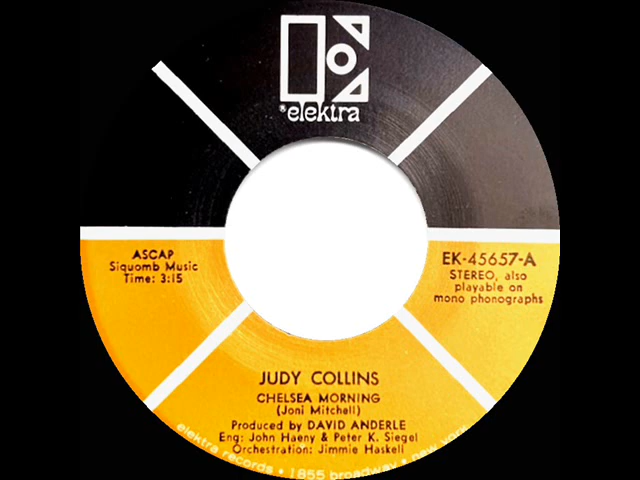 elektra
ASCAP
Siquomb Music
Time: 3:15
EK-45657-A
STEREO, also
playable on
mono phonographs
JUDY COLLINS
CHELSEA MORNING
(Joni Mitchell)
Produced by DAVID ANDERLE
Eng: John Haeny & Peter K. Siegel
Orchestration: Jimmie Haskell
elektra records • 1855 broadway • new york